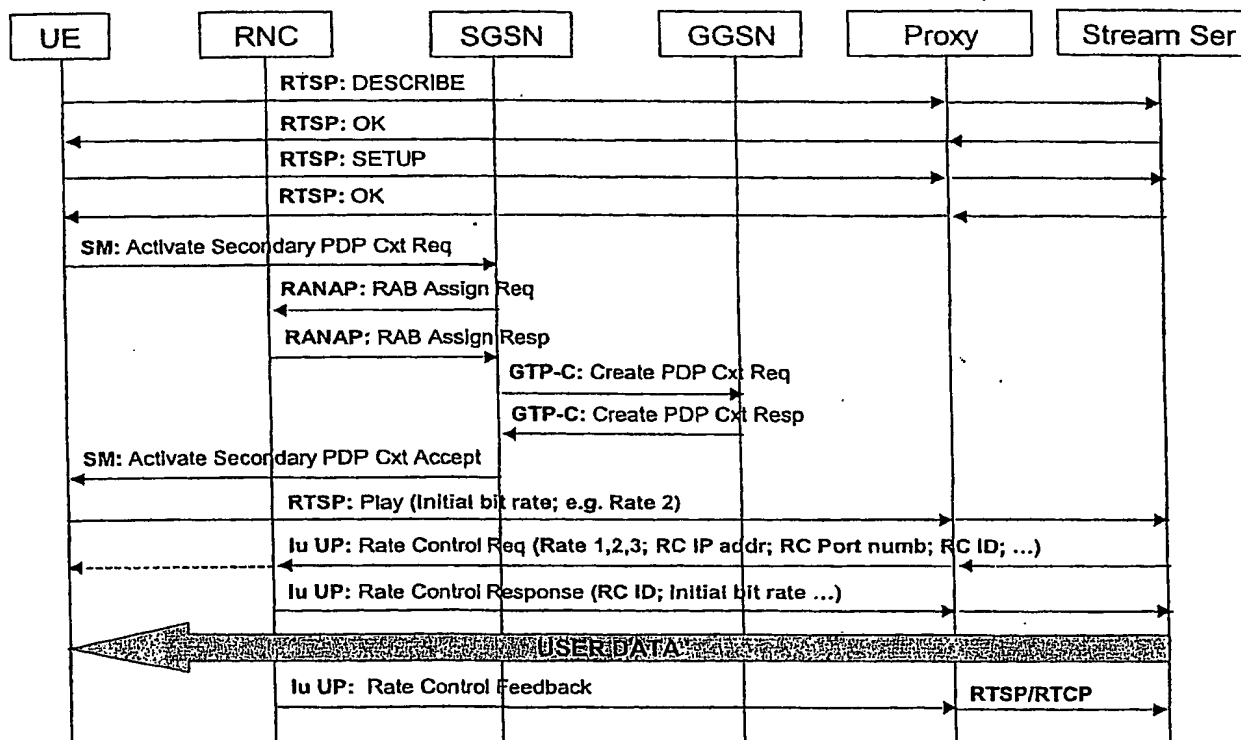 UE RNC SGSN GGSN Proxy Stream Ser
RTSP: DESCRIBE
RTSP: OK
RTSP: SETUP
RTSP: OK
SM: Activate Secondary PDP Cxt Req
RANAP: RAB Assign Req
RANAP: RAB Assign Resp
GTP-C: Create PDP Cxt Req
GTP-C: Create PDP Cxt Resp
SM: Activate Secondary PDP Cxt Accept
RTSP: Play (Initial bit rate; e.g. Rate 2)
Iu UP: Rate Control Req (Rate 1,2,3; RC IP addr; RC Port numb; RC ID; ...)
Iu UP: Rate Control Response (RC ID; Initial bit rate ...)
USER DATA
Iu UP: Rate Control Feedback
RTSP/RTCP